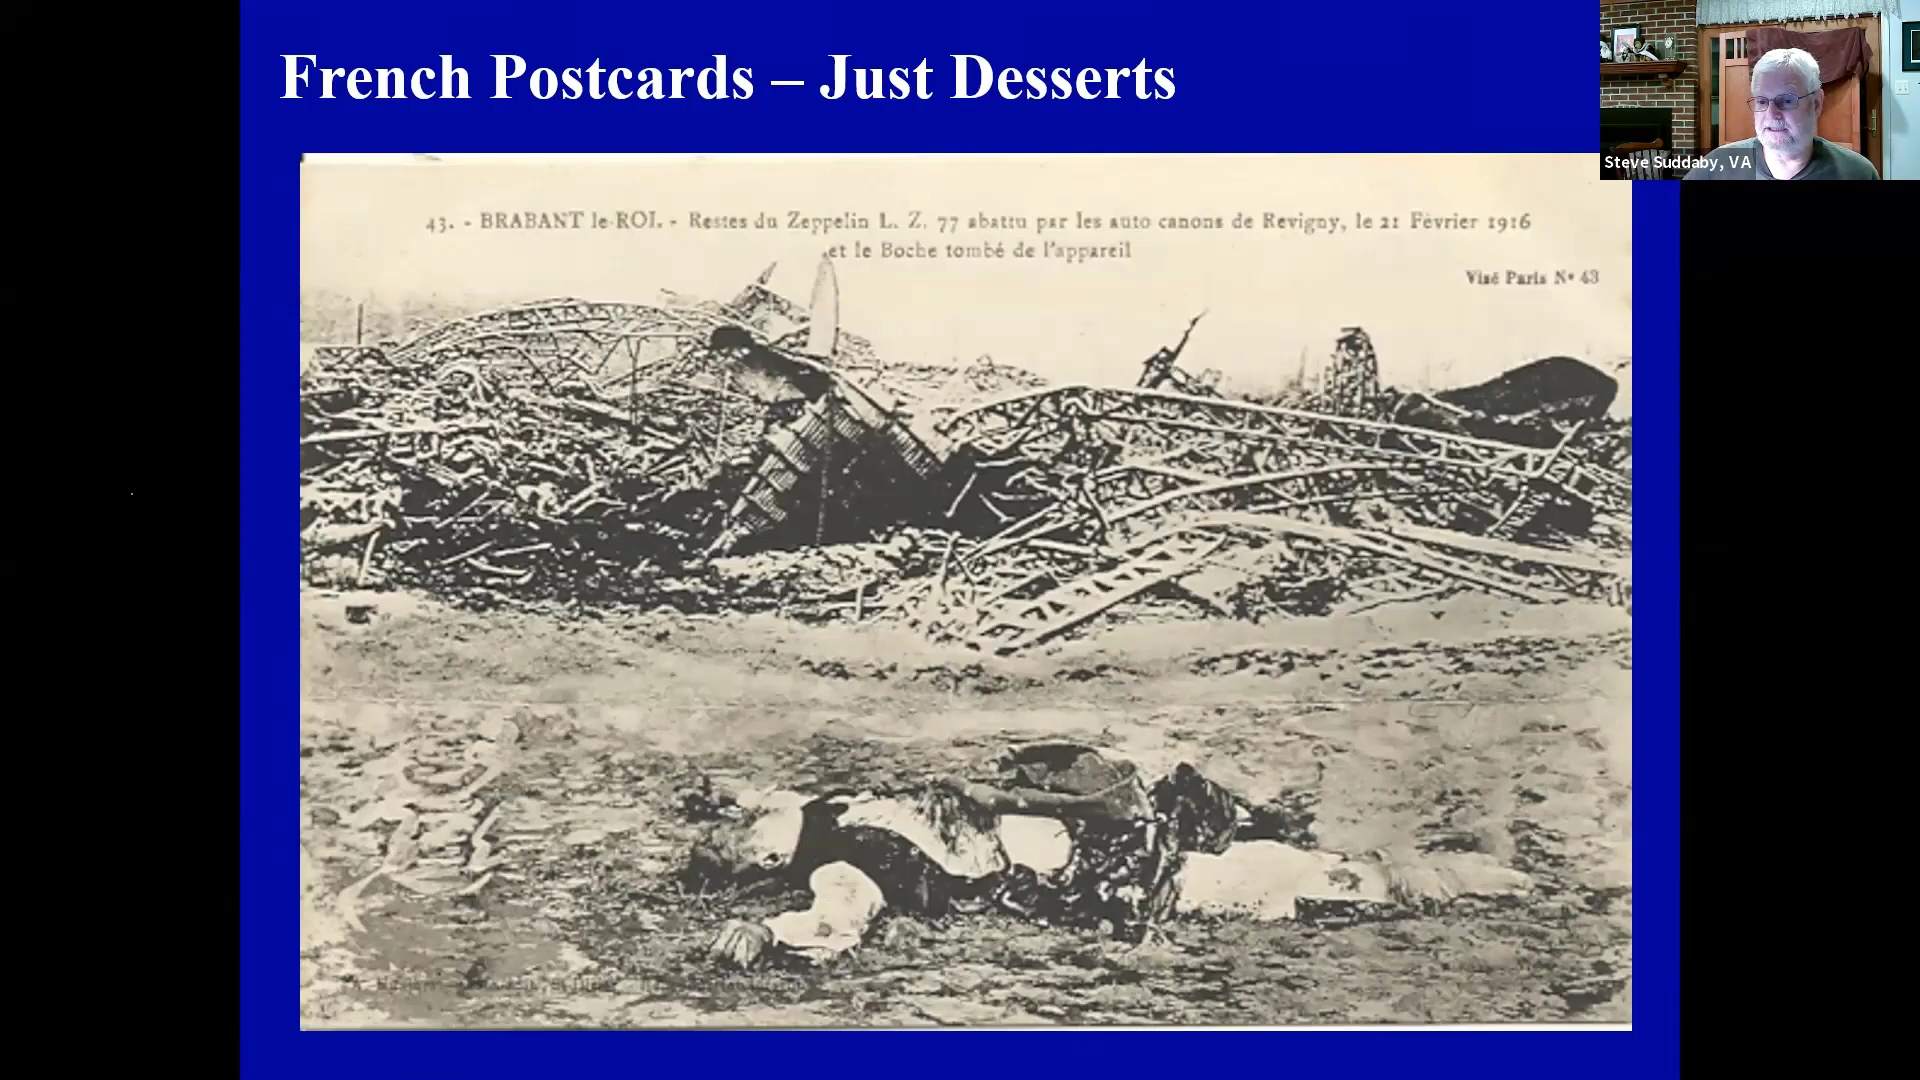 French Postcards – Just Desserts
Steve Suddaby, VA
43. - BRABANT le-ROI. - Restes du Zeppelin L. Z. 77 abattu par les auto canons de Revigny, le 21 Février 1916
et le Boche tombé de l'appareil
Visé Paris Nº 43